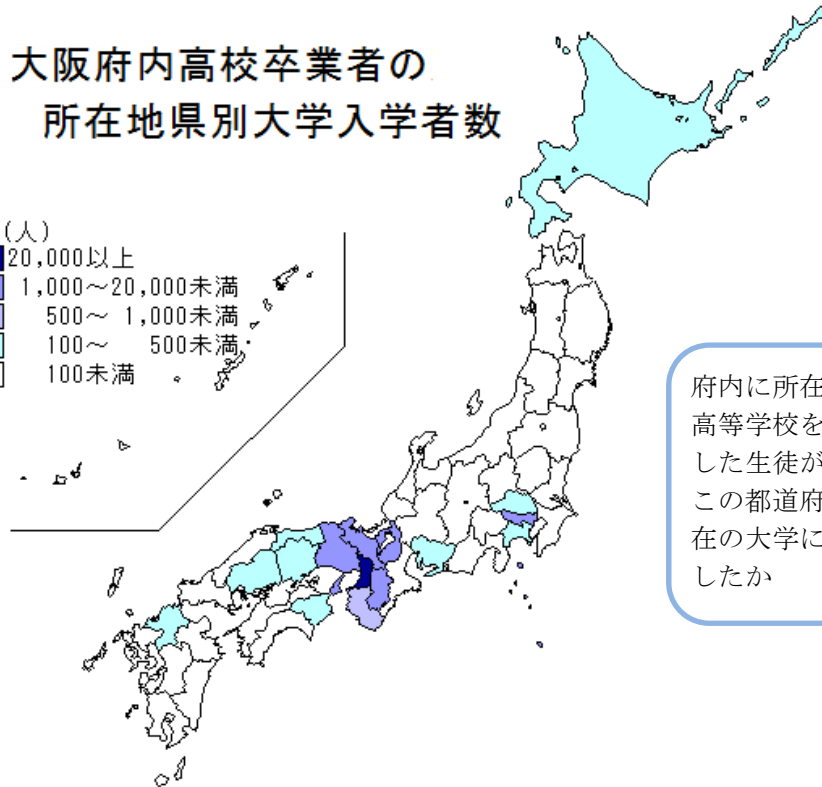 大阪府内高校卒業者の
所在地県別大学入学者数
(人)
20,000以上
1,000～20,000未満
500～ 1,000未満
100～ 500未満
100未満
府内に所在
高等学校を
した生徒が
この都道府
在の大学に
したか